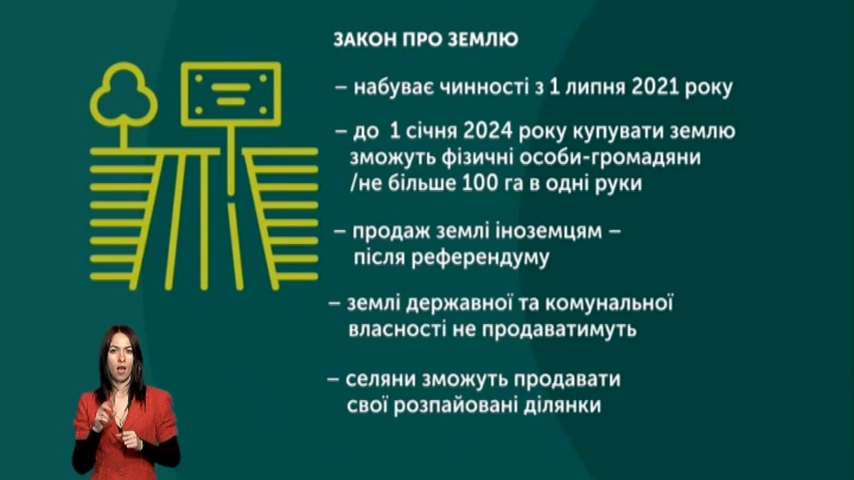 ЗАКОН ПРО ЗЕМЛЮ
– набуває чинності з 1 липня 2021 року
– до 1 січня 2024 року купувати землю
зможуть фізичні особи-громадяни
/не більше 100 га в одні руки
– продаж землі іноземцям –
після референдуму
– землі державної та комунальної
власності не продаватимуть
– селяни зможуть продавати
свої розпайовані ділянки